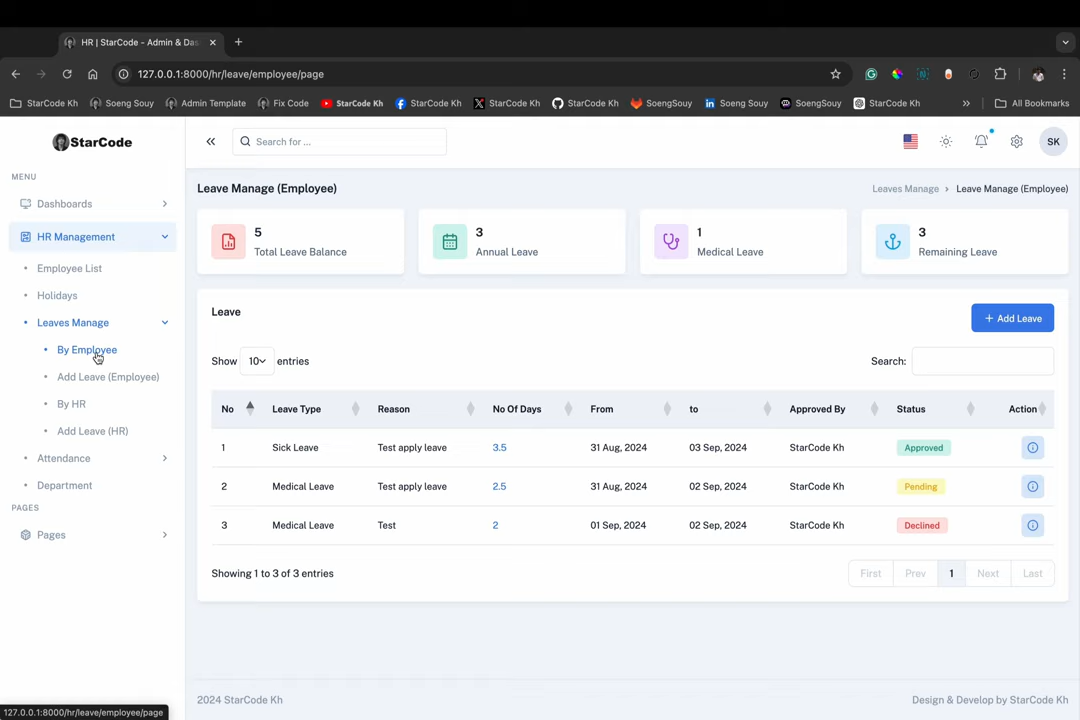 HR | StarCode - Admin & Das
127.0.0.1:8000/hr/leave/employee/page
StarCode Kh
Soeng Souy
Admin Template
Fix Code
StarCode Kh
StarCode Kh
StarCode Kh
StarCode Kh
SoengSouy
Soeng Souy
SoengSouy
StarCode Kh
All Bookmarks
StarCode
Search for ...
SK
MENU
Dashboards
HR Management
Employee List
Holidays
Leaves Manage
By Employee
Add Leave (Employee)
By HR
Add Leave (HR)
Attendance
Department
PAGES
Pages
Leave Manage (Employee)
Leaves Manage › Leave Manage (Employee)
5
Total Leave Balance
3
Annual Leave
1
Medical Leave
3
Remaining Leave
Leave
+ Add Leave
Show 10 entries
Search:
No Leave Type Reason No Of Days From to Approved By Status Action
1 Sick Leave Test apply leave 3.5 31 Aug, 2024 03 Sep, 2024 StarCode Kh Approved
2 Medical Leave Test apply leave 2.5 31 Aug, 2024 02 Sep, 2024 StarCode Kh Pending
3 Medical Leave Test 2 01 Sep, 2024 02 Sep, 2024 StarCode Kh Declined
Showing 1 to 3 of 3 entries
First Prev 1 Next Last
2024 StarCode Kh
Design & Develop by StarCode Kh
127.0.0.1:8000/hr/leave/employee/page